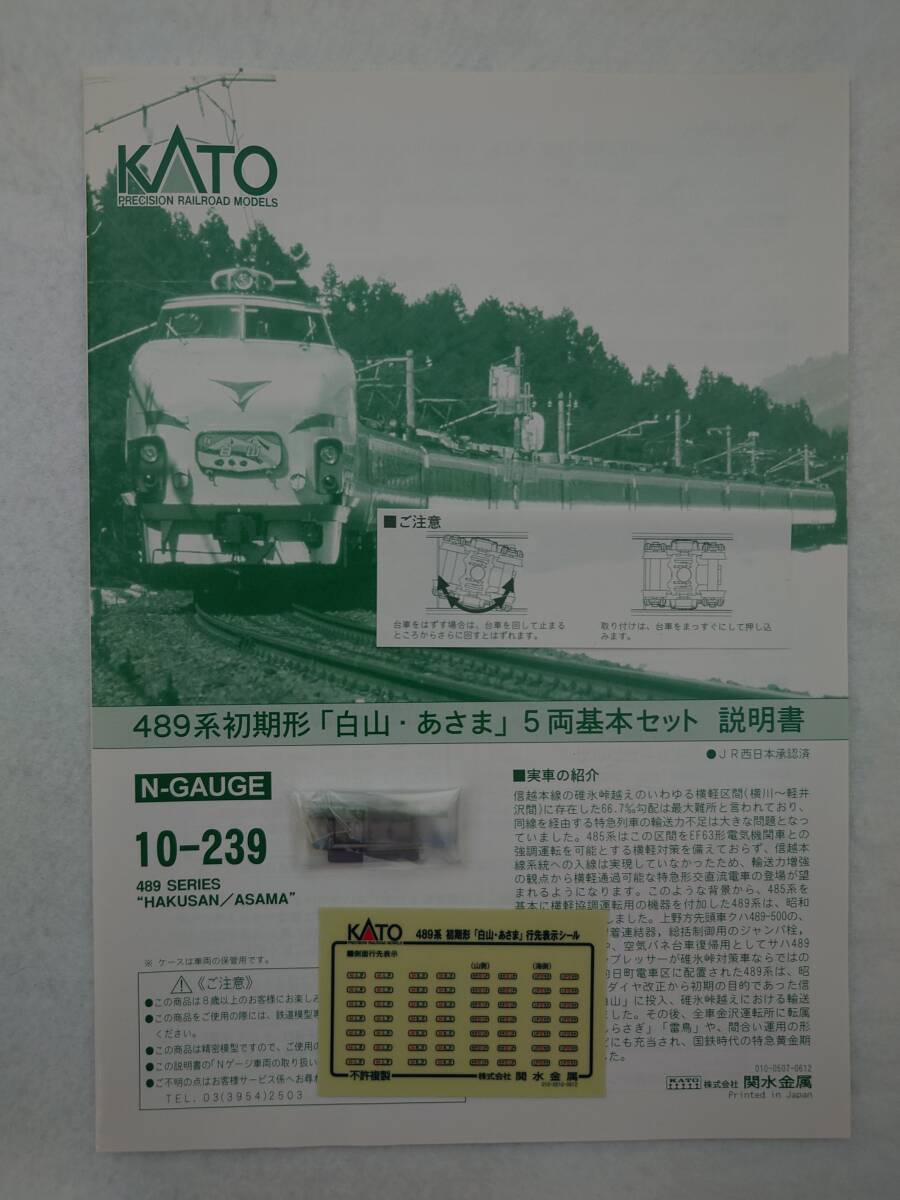 KATO
PRECISION RAILROAD MODELS
白山
■ご注意
台車をはずす場合は、台車を回して止まる
ところからさらに回すとはずれます。
取り付けは、台車をまっすぐにして押し込
みます。
489系初期形「白山・あさま」5両基本セット 説明書
●JR西日本承認済
N-GAUGE
10-239
489 SERIES
“HAKUSAN/ASAMA”
※ ケースは車両の保管用です。
《ご注意》
●この商品は8歳以上のお客様にお楽しみ
●この商品をご使用の際には、鉄道模型専
ください。
●この商品は精密模型ですので、ご使用の
●この説明書の「Nゲージ車両の取り扱い
●ご不明の点はお客様サービス係へお尋ね
TEL. 03(3954)2503
■実車の紹介
信越本線の碓氷峠越えのいわゆる横軽区間(横川〜軽井
沢間)に存在した66.7‰勾配は最大難所と言われており、
同線を経由する特急列車の輸送力不足は大きな問題となっ
ていました。485系はこの区間をEF63形電気機関車との
協調運転を可能とする横軽対策を備えておらず、信越本
線系統への入線は実現していなかったため、輸送力増強
の観点から横軽通過可能な特急形交直流電車の登場が望
まれるようになります。このような背景から、485系を
基本に横軽協調運転用の機器を付加した489系は、昭和
しました。上野方先頭車クハ489-500の、
着連結器，総括制御用のジャンパ栓，
や、空気バネ台車復帰用としてサハ489
プレッサーが碓氷峠対策車ならではの
向日町電車区に配置された489系は、昭
ダイヤ改正から初期の目的であった信
山」に投入、碓氷峠越えにおける輸送
した。その後、全車金沢運転所に転属
らさぎ」「雷鳥」や、間合い運用の形
にも充当され、国鉄時代の特急黄金期
た。
010-0507-0612
KATO 株式会社 関水金属
Printed in Japan
KATO
PRECISION RAILROAD MODELS
489系 初期形「白山・あさま」行先表示シール
■側面行先表示
(山側)
(海側)
不許複製
株式会社 関水金属
010-0510-0612